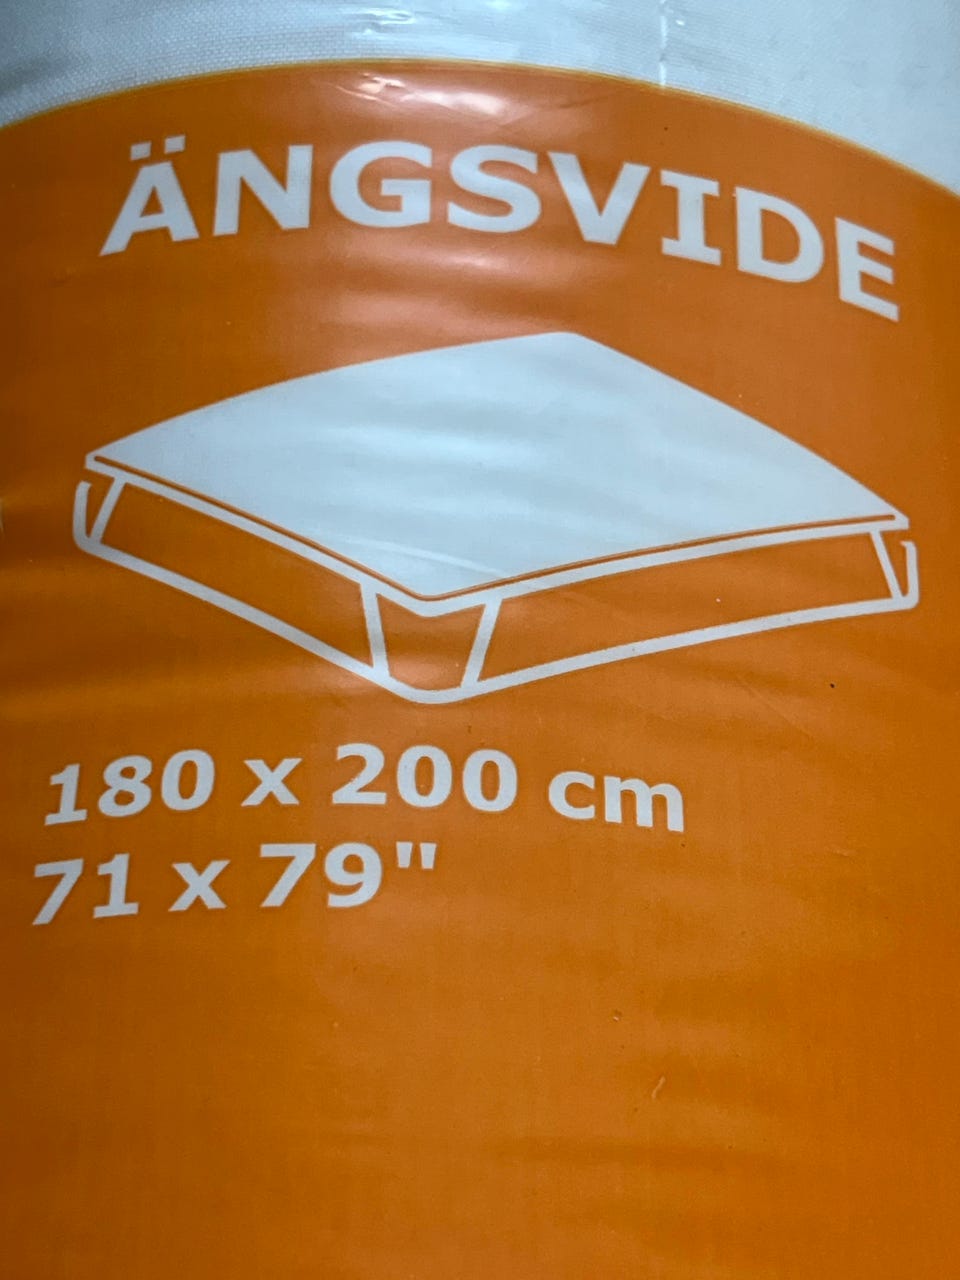 ÄNGSVIDE
180 x 200 cm
71 x 79"